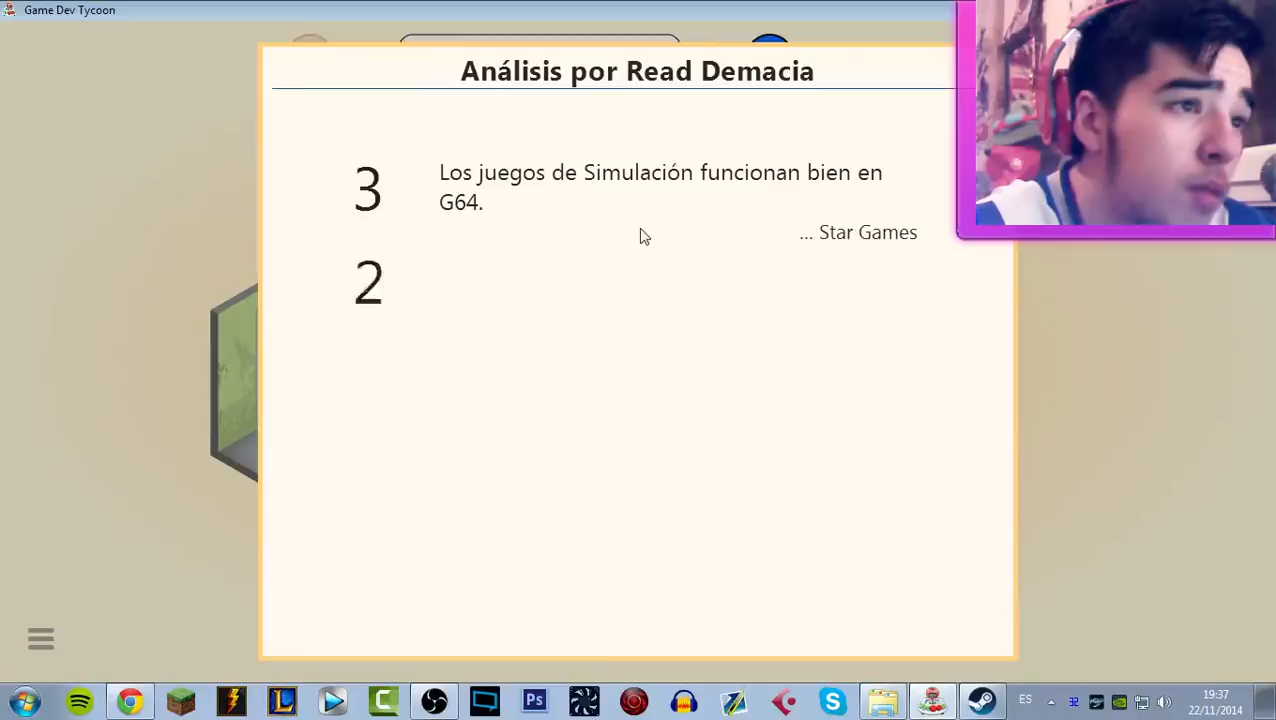 Game Dev Tycoon
Análisis por Read Demacia
3
Los juegos de Simulación funcionan bien en
G64.
... Star Games
2
Ps
ES
19:37
22/11/2014